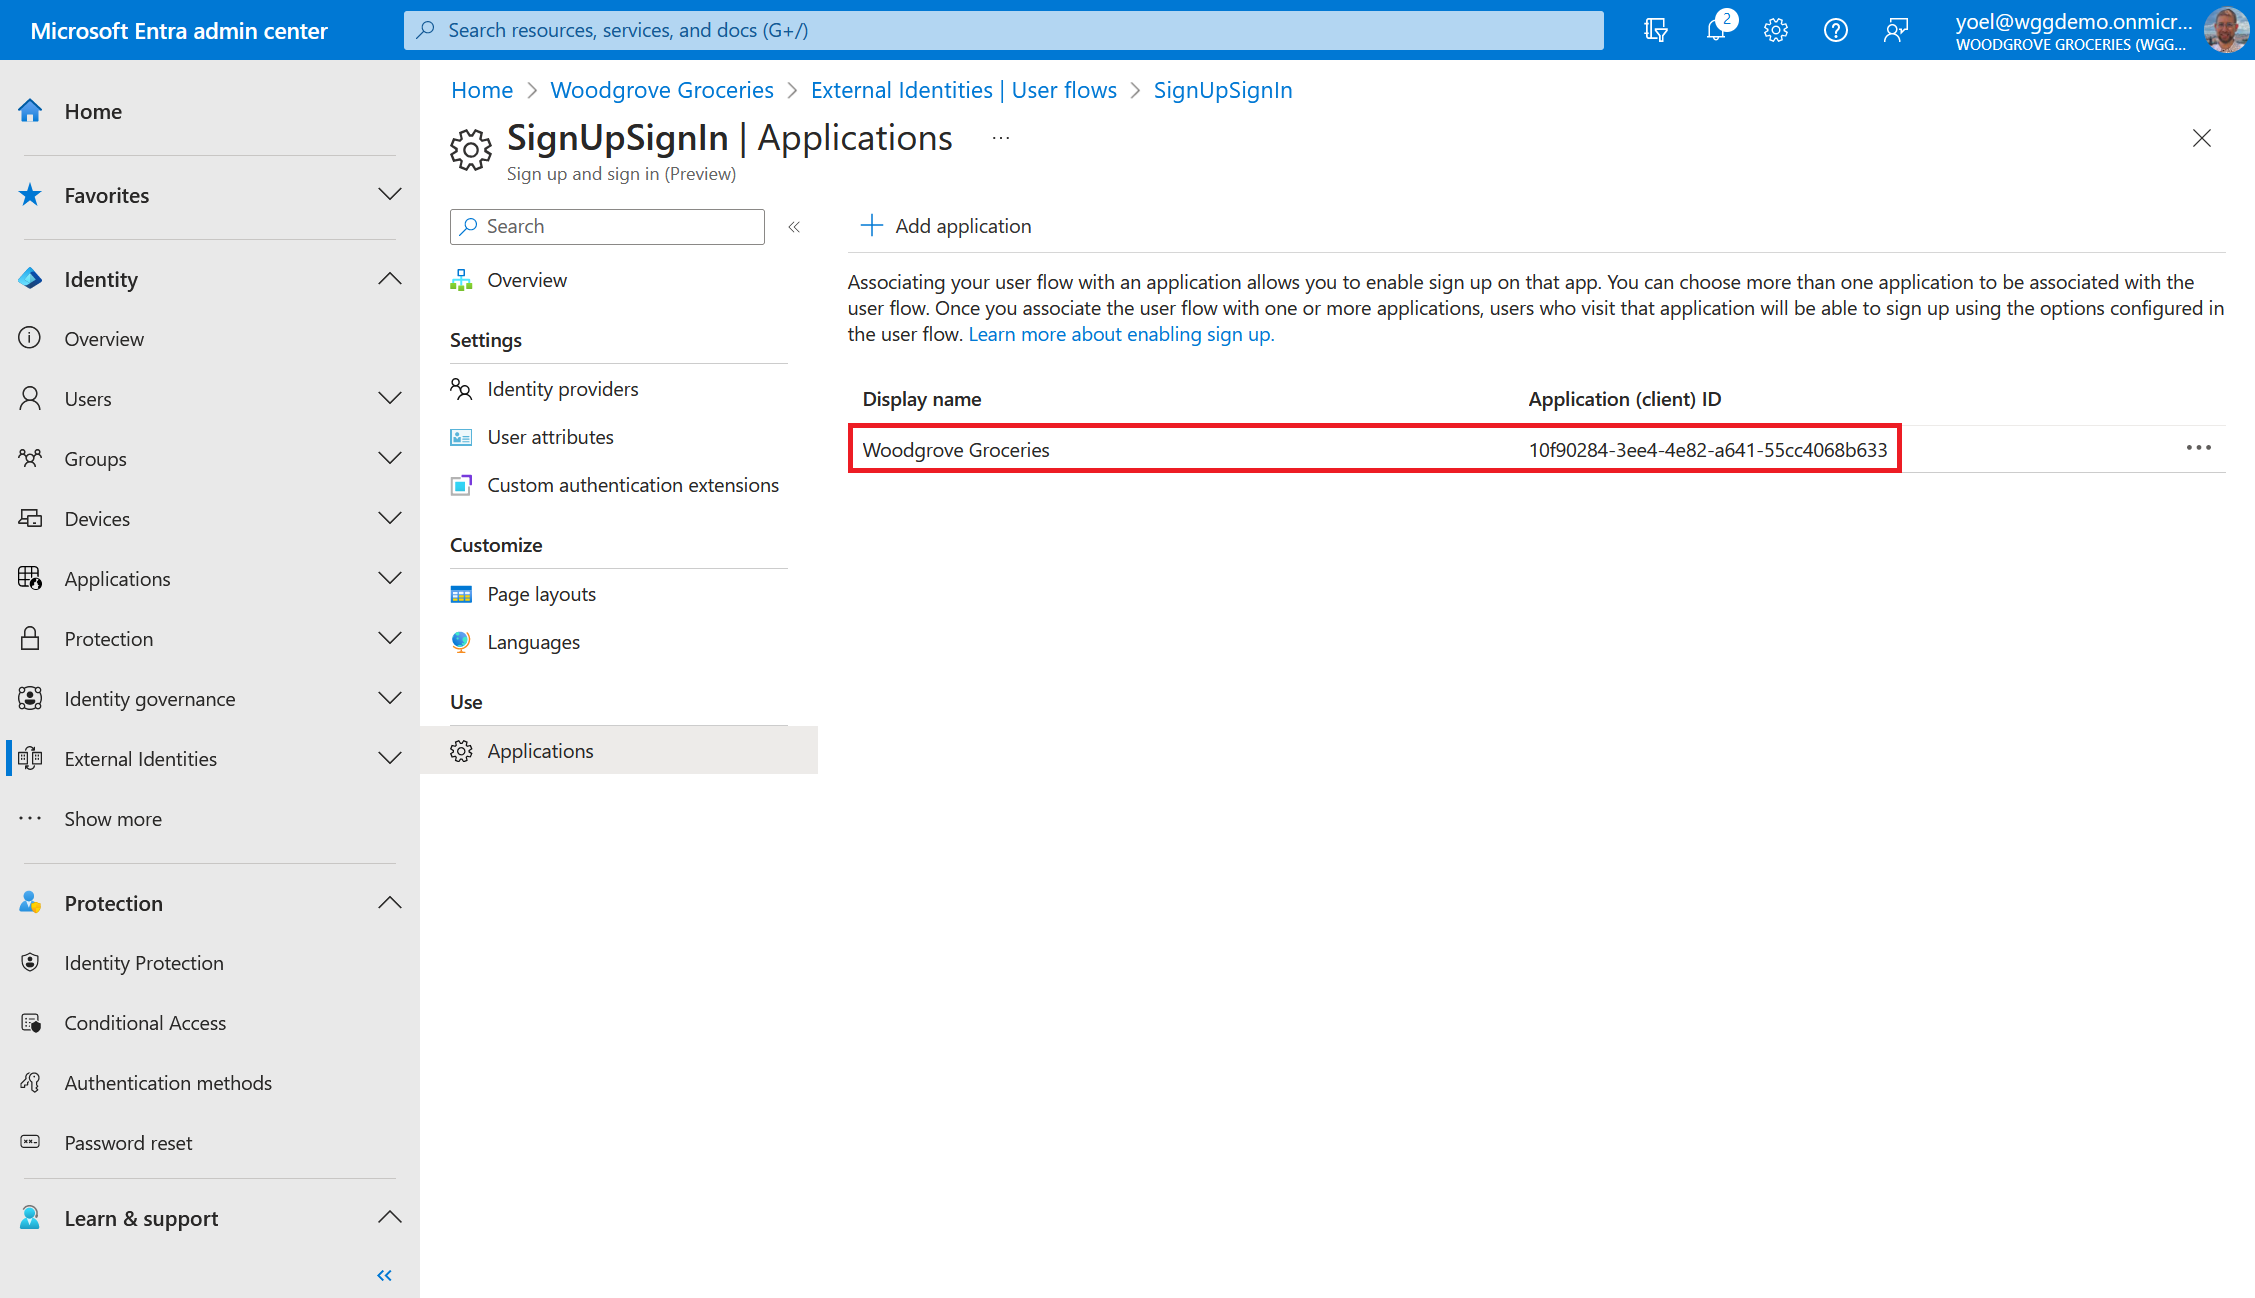 Microsoft Entra admin center
Search resources, services, and docs (G+/)
2
yoel@wggdemo.onmicr...
WOODGROVE GROCERIES (WGG...
Home
Favorites
Identity
Overview
Users
Groups
Devices
Applications
Protection
Identity governance
External Identities
Show more
Protection
Identity Protection
Conditional Access
Authentication methods
Password reset
Learn & support
Home > Woodgrove Groceries > External Identities | User flows > SignUpSignIn
SignUpSignIn | Applications ...
Sign up and sign in (Preview)
Search
Overview
Settings
Identity providers
User attributes
Custom authentication extensions
Customize
Page layouts
Languages
Use
Applications
Add application
Associating your user flow with an application allows you to enable sign up on that app. You can choose more than one application to be associated with the
user flow. Once you associate the user flow with one or more applications, users who visit that application will be able to sign up using the options configured in
the user flow. Learn more about enabling sign up.
Display name Application (client) ID
Woodgrove Groceries 10f90284-3ee4-4e82-a641-55cc4068b633